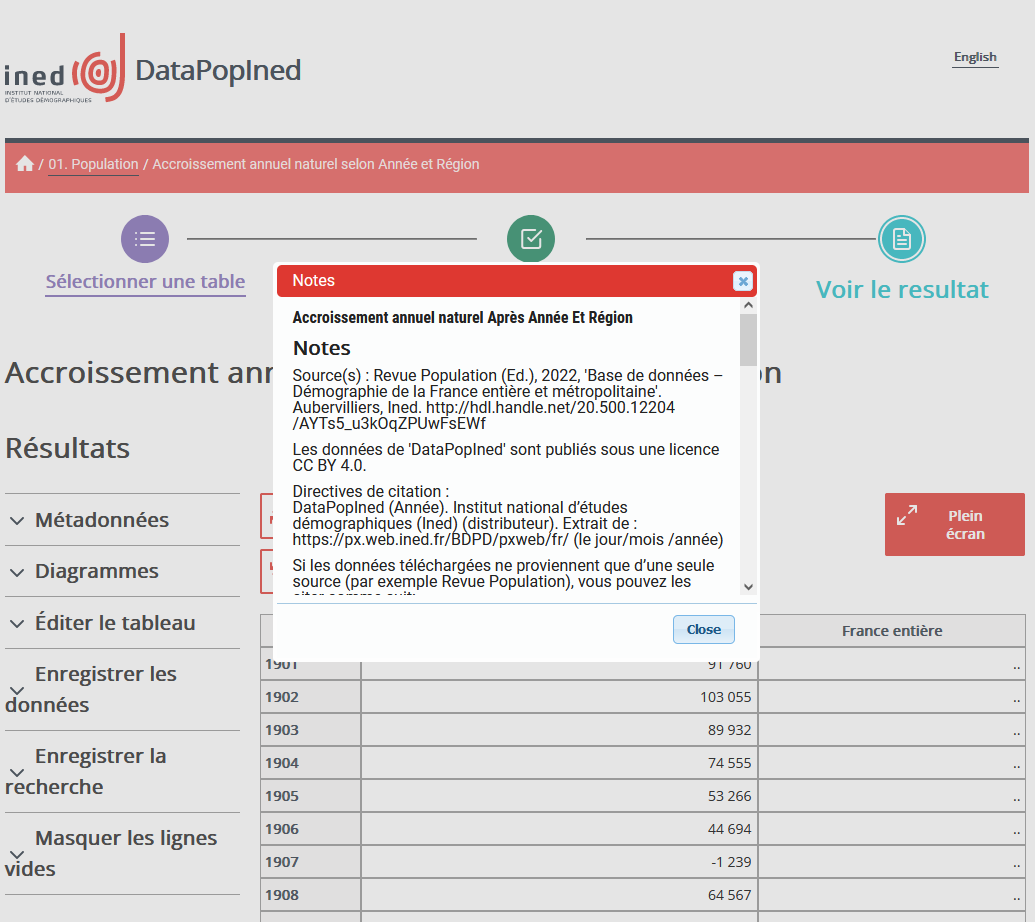 ined
INSTITUT NATIONAL
D'ÉTUDES DÉMOGRAPHIQUES
DataPopIned
English
/ 01. Population / Accroissement annuel naturel selon Année et Région
Sélectionner une table
Voir le resultat
Accroissement
Résultats
Métadonnées
Diagrammes
Éditer le tableau
Enregistrer les
données
Enregistrer la
recherche
Masquer les lignes
vides
Notes
Accroissement annuel naturel Après Année Et Région
Notes
Source(s) : Revue Population (Ed.), 2022, 'Base de données –
Démographie de la France entière et métropolitaine'.
Aubervilliers, Ined. http://hdl.handle.net/20.500.12204
/AYTs5_u3kOqZPUwFsEWf
Les données de 'DataPopIned' sont publiés sous une licence
CC BY 4.0.
Directives de citation :
DataPopIned (Année). Institut national d’études
démographiques (Ined) (distributeur). Extrait de :
https://px.web.ined.fr/BDPD/pxweb/fr/ (le jour/mois /année)
Si les données téléchargées ne proviennent que d’une seule
source (par exemple Revue Population), vous pouvez les
citer comme suit:
Close
Plein
écran
France entière
1901 91 760 ..
1902 103 055 ..
1903 89 932 ..
1904 74 555 ..
1905 53 266 ..
1906 44 694 ..
1907 -1 239 ..
1908 64 567 ..